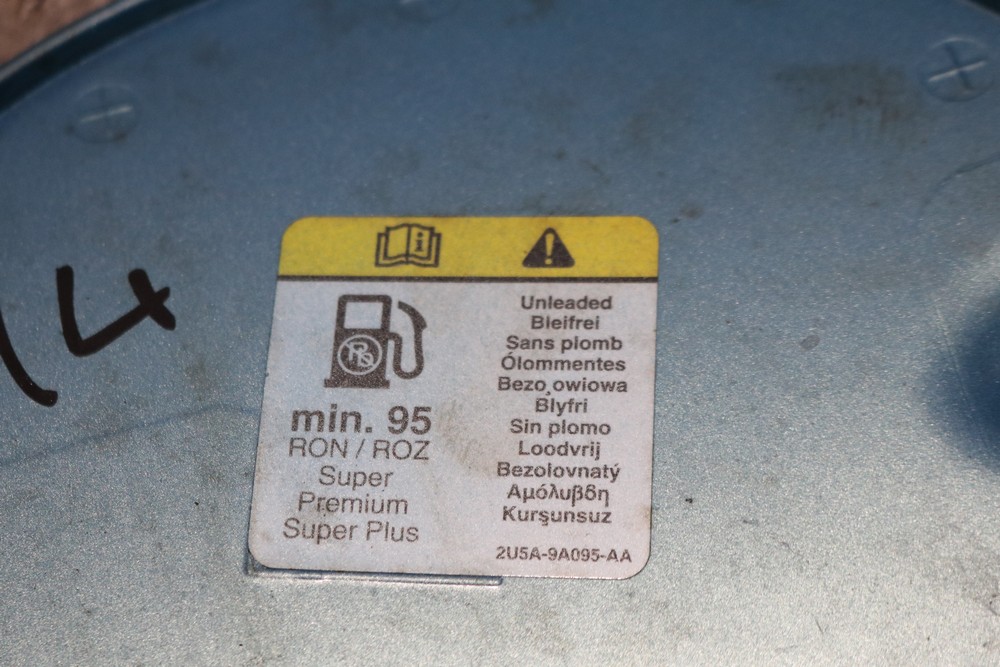 14
min. 95
RON / ROZ
Super
Premium
Super Plus
Unleaded
Bleifrei
Sans plomb
Ólommentes
Bezo¸owiowa
Blyfri
Sin plomo
Loodvrij
Bezolovnatý
Αμόλυβδη
Kurşunsuz
2U5A-9A095-AA